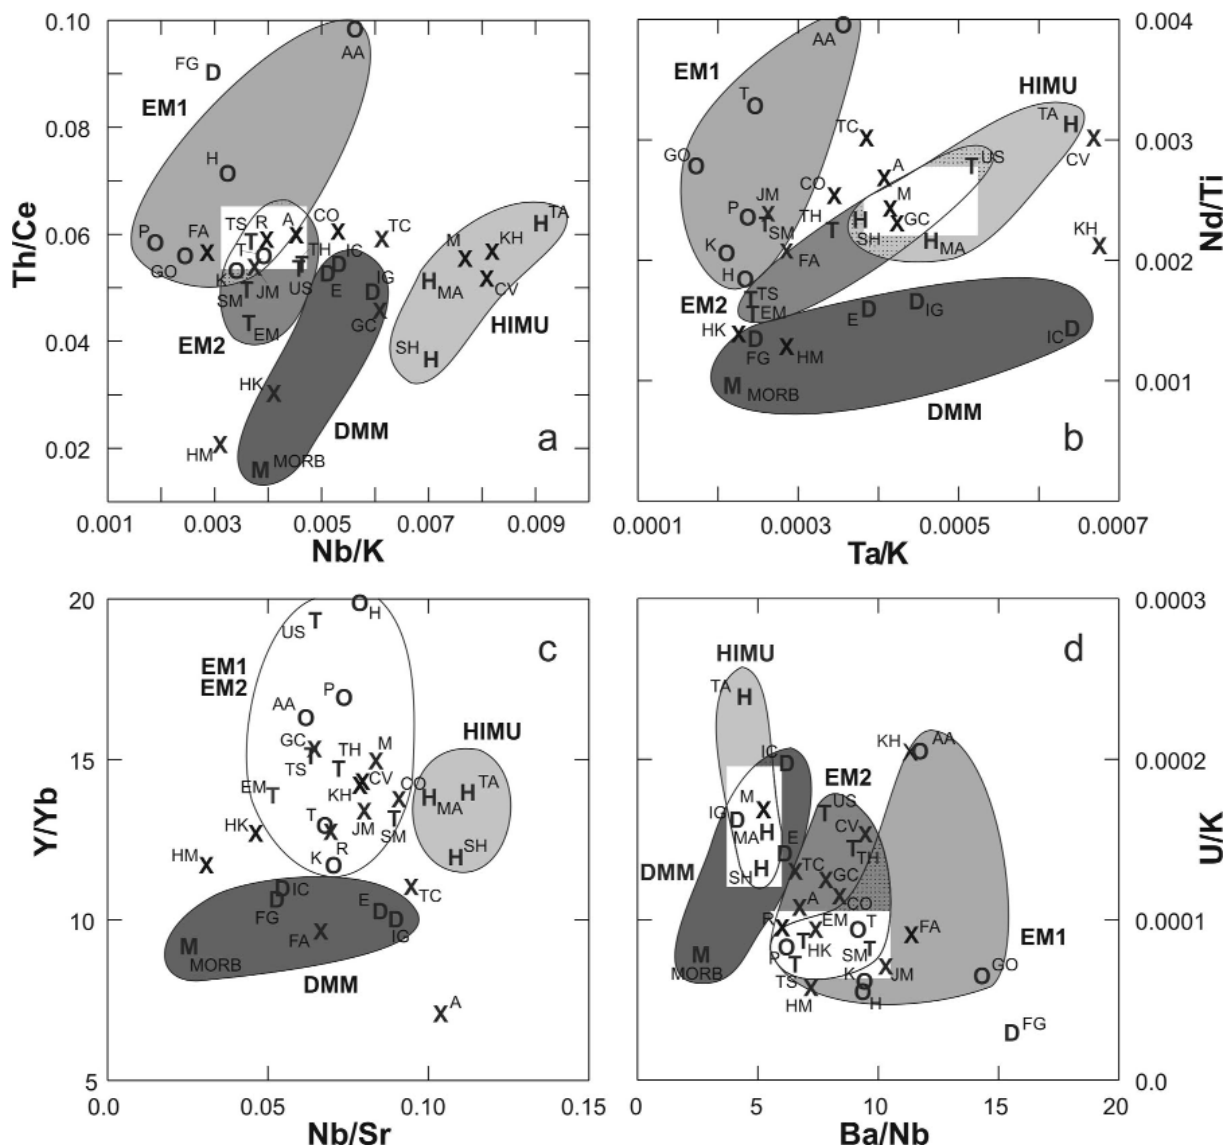 0.10
0.08
0.06
0.04
0.02
Th/Ce
0.001
0.003
0.005
0.007
0.009
Nb/K
a
EM1
EM2
DMM
HIMU
FG D
O AA
H O
P O
GO O
FA X
TS T
R X
A X
CO X
TC X
T O
K O
JM X
SM T
EM T
US T
TH T
IC D
E D
IG D
GC X
HK X
HM X
M MORB
M X
KH X
CV X
TA H
MA H
SH H
0.004
0.003
0.002
0.001
Nd/Ti
0.0001
0.0003
0.0005
0.0007
Ta/K
b
EM1
EM2
HIMU
DMM
AA O
T O
GO O
TC X
A X
CO X
M X
GC X
JM X
P O
SM T
TH T
K O
H O
FA X
TS T
EM T
HK X
HM X
FG D
M MORB
E D
IG D
IC D
SH H
MA H
US T
TA H
CV X
KH X
20
15
10
5
Y/Yb
0.0
0.05
0.10
0.15
Nb/Sr
c
EM1
EM2
HIMU
DMM
US T
O H
P O
AA O
GC X
TS T
TH T
M X
EM T
KH X
CV X
CO X
JM X
SM T
T O
R X
K O
HK X
HM X
TC X
A X
MA H
TA H
SH H
IC D
FG D
E D
IG D
FA X
M MORB
0.0003
0.0002
0.0001
0.0
U/K
0
5
10
15
20
Ba/Nb
d
HIMU
EM2
DMM
EM1
TA H
IC D
M X
IG D
MA H
SH H
E D
US T
CV X
TH T
TC X
GC X
CO X
A X
R X
EM T
HK X
T O
P O
SM T
TS T
K O
H O
HM X
JM X
FA X
GO O
KH X
AA O
D FG
M MORB